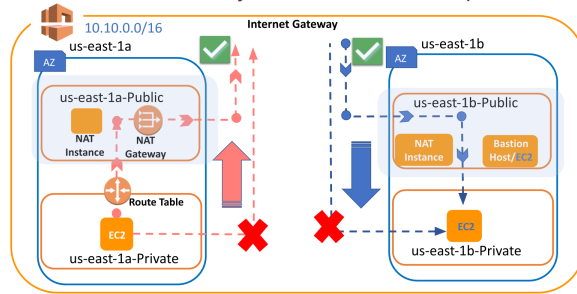 Internet Gateway
10.10.0.0/16
us-east-1a
us-east-1b
AZ
AZ
us-east-1a-Public
us-east-1b-Public
NAT
Instance
NAT
Gateway
NAT
Instance
Bastion
Host/EC2
Route Table
EC2
EC2
us-east-1a-Private
us-east-1b-Private